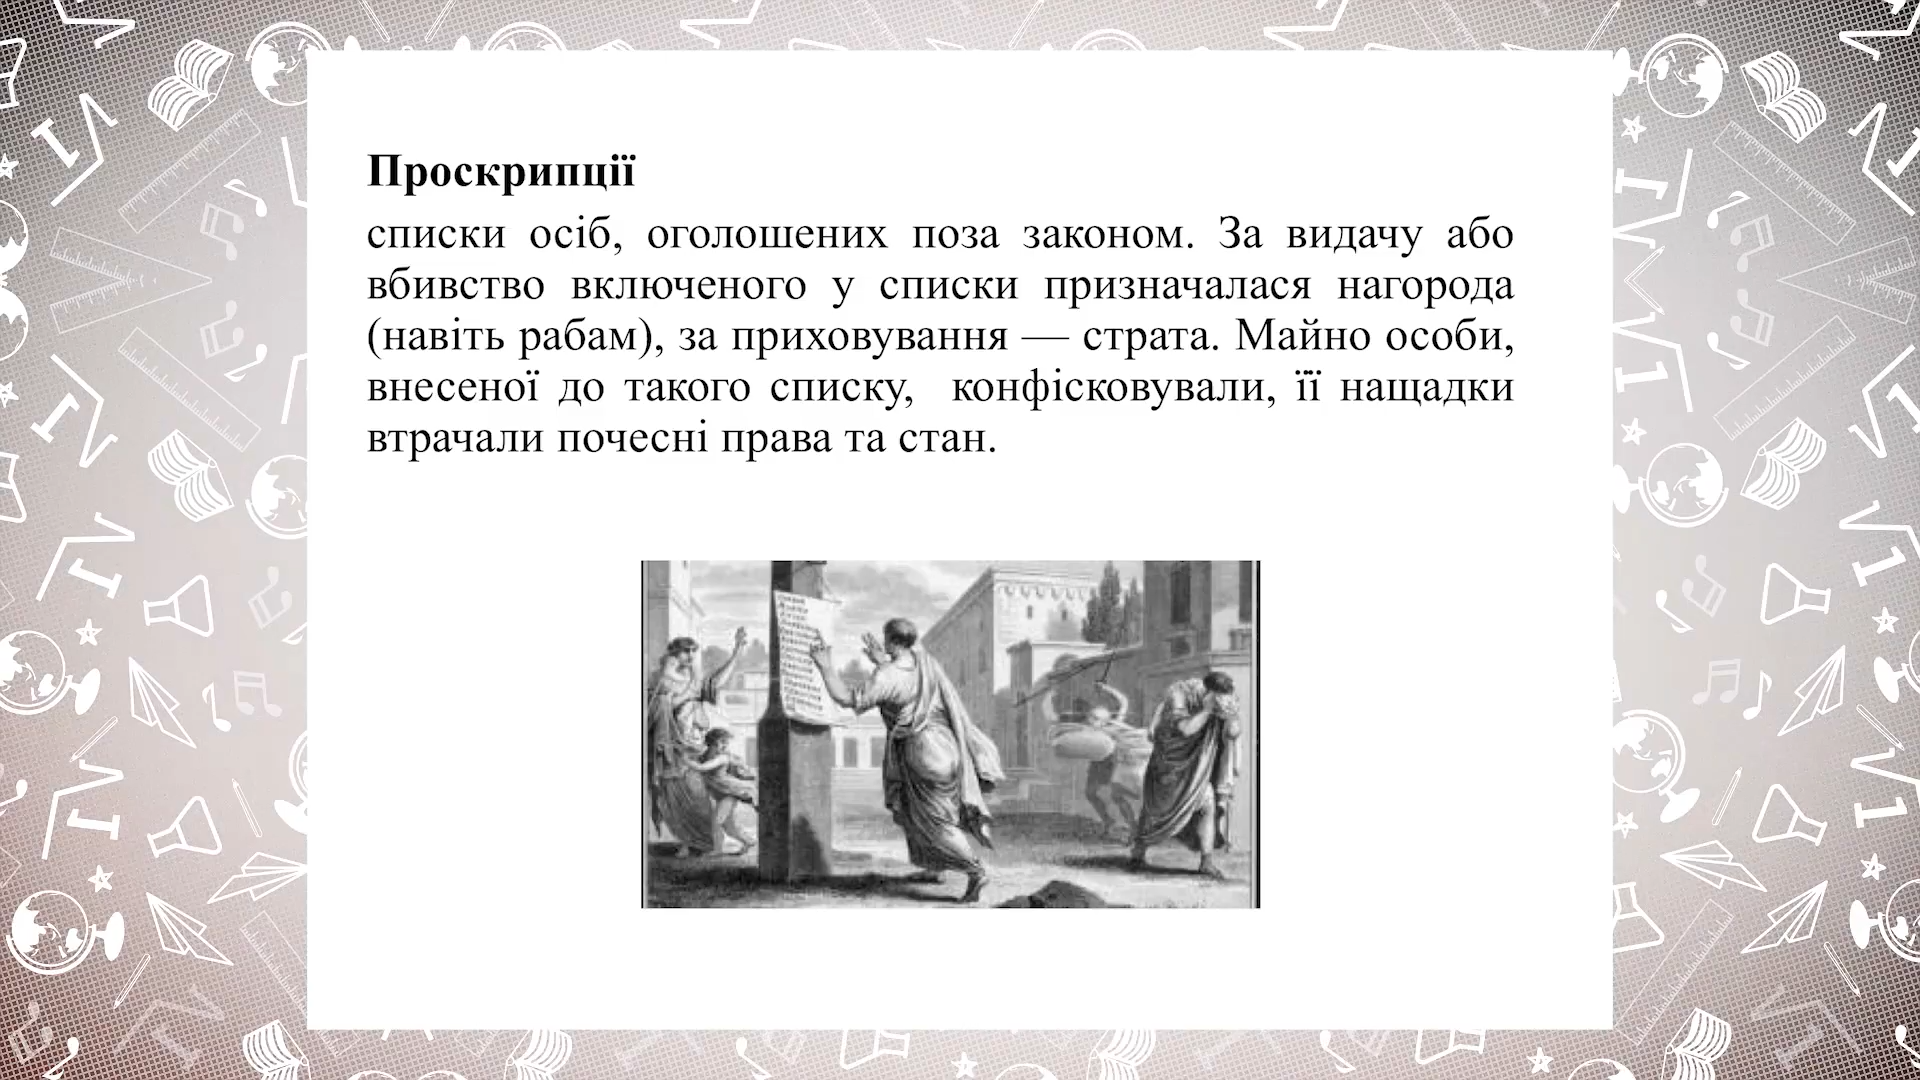 Проскрипції
списки осіб, оголошених поза законом. За видачу або
вбивство включеного у списки призначалася нагорода
(навіть рабам), за приховування — страта. Майно особи,
внесеної до такого списку, конфісковували, її нащадки
втрачали почесні права та стан.